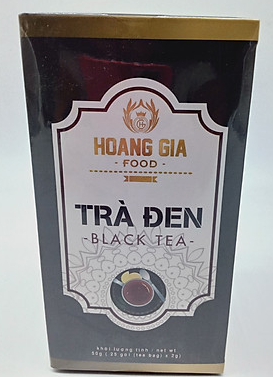 HOANG GIA
- FOOD -
TRÀ ĐEN
-BLACK TEA-
khối lượng tịnh / net wt
50g ( 25 gói (tea bag) x 2g)